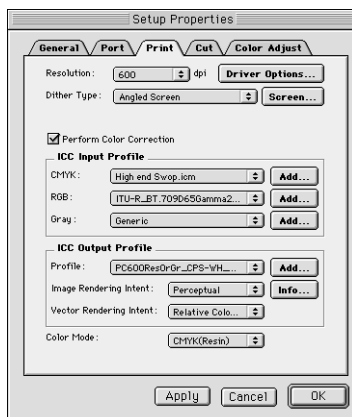 Setup Properties
General Port Print Cut Color Adjust
Resolution: 600 dpi Driver Options...
Dither Type: Angled Screen Screen...
Perform Color Correction
ICC Input Profile
CMYK: High end Swop.icm Add...
RGB: ITU-R_BT.709D65Gamma2... Add...
Gray: Generic Add...
ICC Output Profile
Profile: PC600ResOrGr_CPS-WH_... Add...
Image Rendering Intent: Perceptual Info...
Vector Rendering Intent: Relative Colo...
Color Mode: CMYK(Resin)
Apply Cancel OK